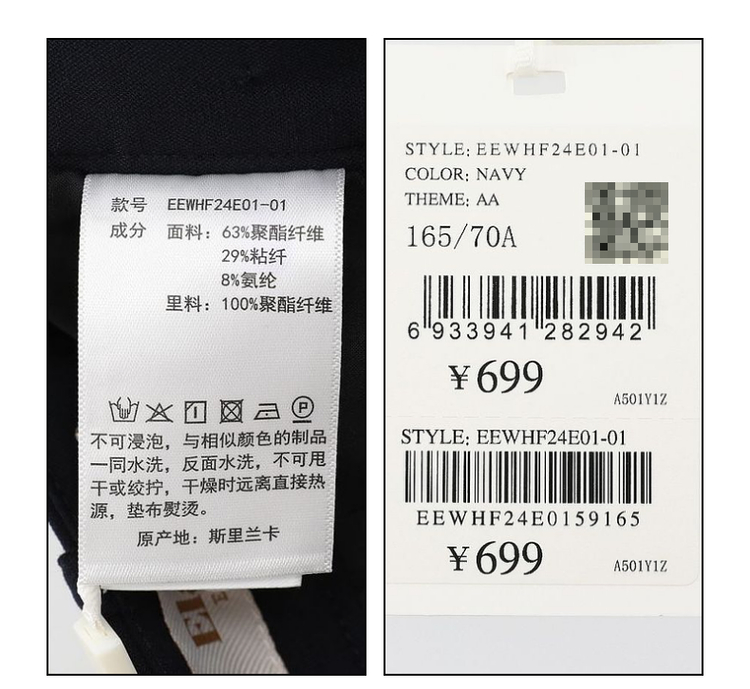 款号 EEWHF24E01-01
成分 面料: 63%聚酯纤维
29%粘纤
8%氨纶
里料: 100%聚酯纤维
P
不可浸泡，与相似颜色的制品
一同水洗，反面水洗，不可甩
干或绞拧，干燥时远离直接热
源，垫布熨烫。
原产地: 斯里兰卡
STYLE: EEWHF24E01-01
COLOR: NAVY
THEME: AA
165/70A
6 933941 282942
¥699
A501Y1Z
STYLE: EEWHF24E01-01
EEWHF24E0159165
¥699
A501Y1Z